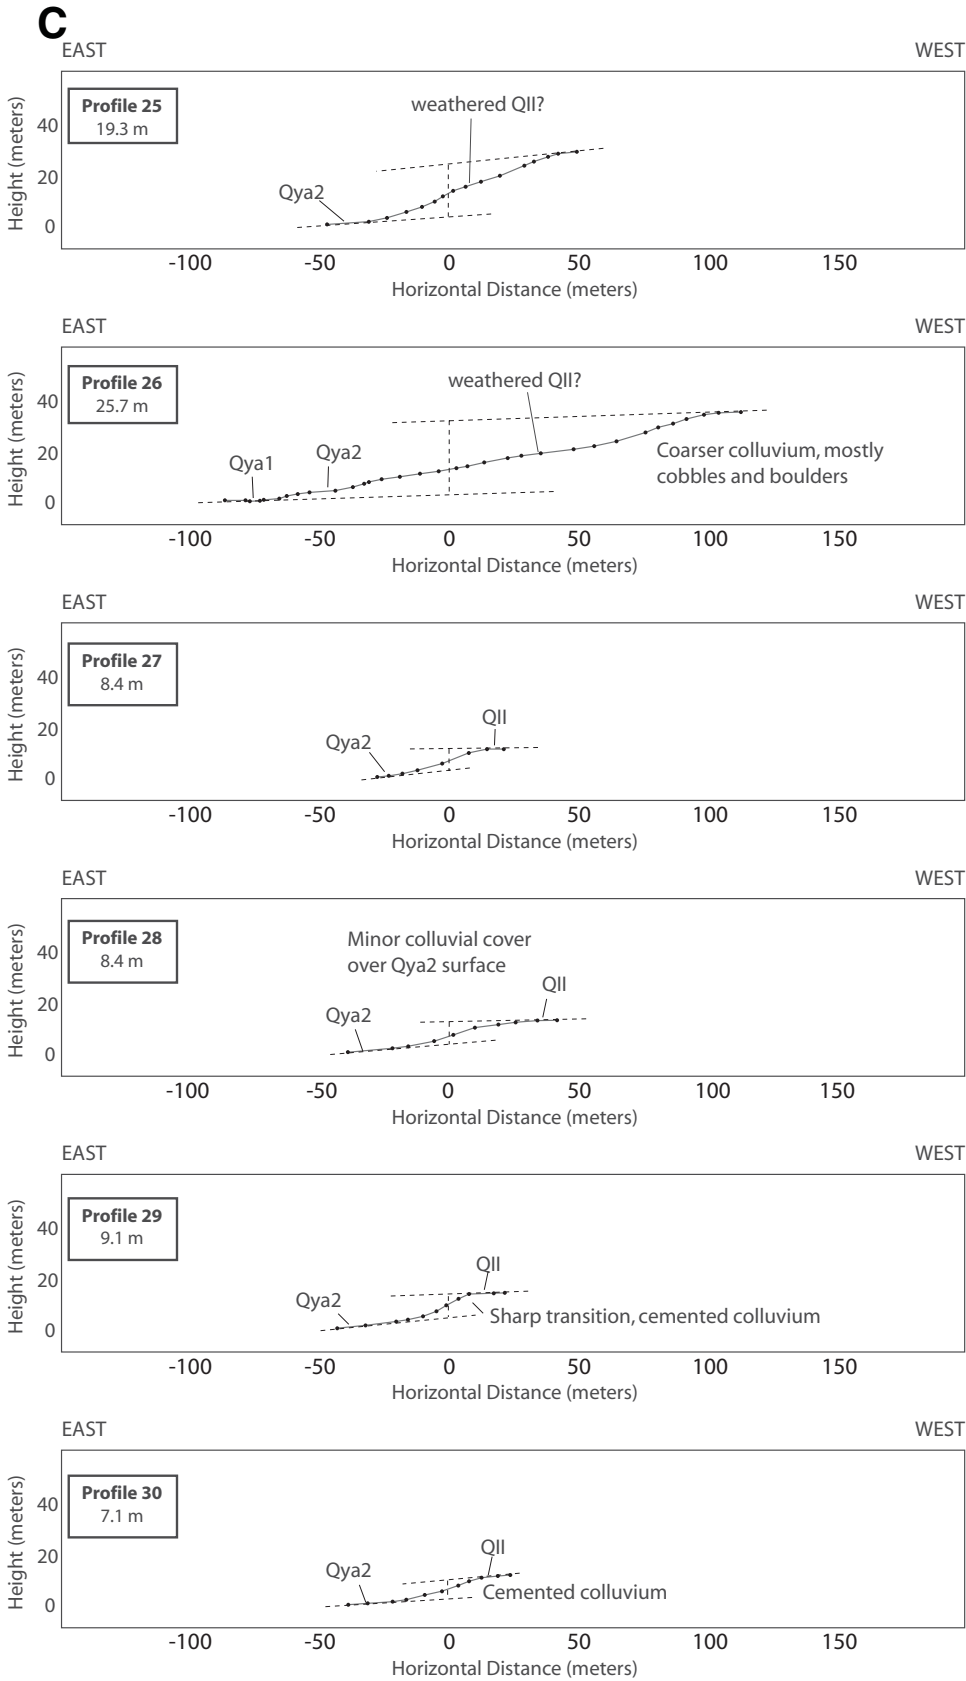 C
EAST WEST
Profile 25
19.3 m
weathered QII?
Qya2
Height (meters)
40
20
0
-100 -50 0 50 100 150
Horizontal Distance (meters)
EAST WEST
Profile 26
25.7 m
weathered QII?
Qya1
Qya2
Coarser colluvium, mostly
cobbles and boulders
Height (meters)
40
20
0
-100 -50 0 50 100 150
Horizontal Distance (meters)
EAST WEST
Profile 27
8.4 m
QII
Qya2
Height (meters)
40
20
0
-100 -50 0 50 100 150
Horizontal Distance (meters)
EAST WEST
Profile 28
8.4 m
Minor colluvial cover
over Qya2 surface
QII
Qya2
Height (meters)
40
20
0
-100 -50 0 50 100 150
Horizontal Distance (meters)
EAST WEST
Profile 29
9.1 m
QII
Qya2
Sharp transition, cemented colluvium
Height (meters)
40
20
0
-100 -50 0 50 100 150
Horizontal Distance (meters)
EAST WEST
Profile 30
7.1 m
QII
Qya2
Cemented colluvium
Height (meters)
40
20
0
-100 -50 0 50 100 150
Horizontal Distance (meters)